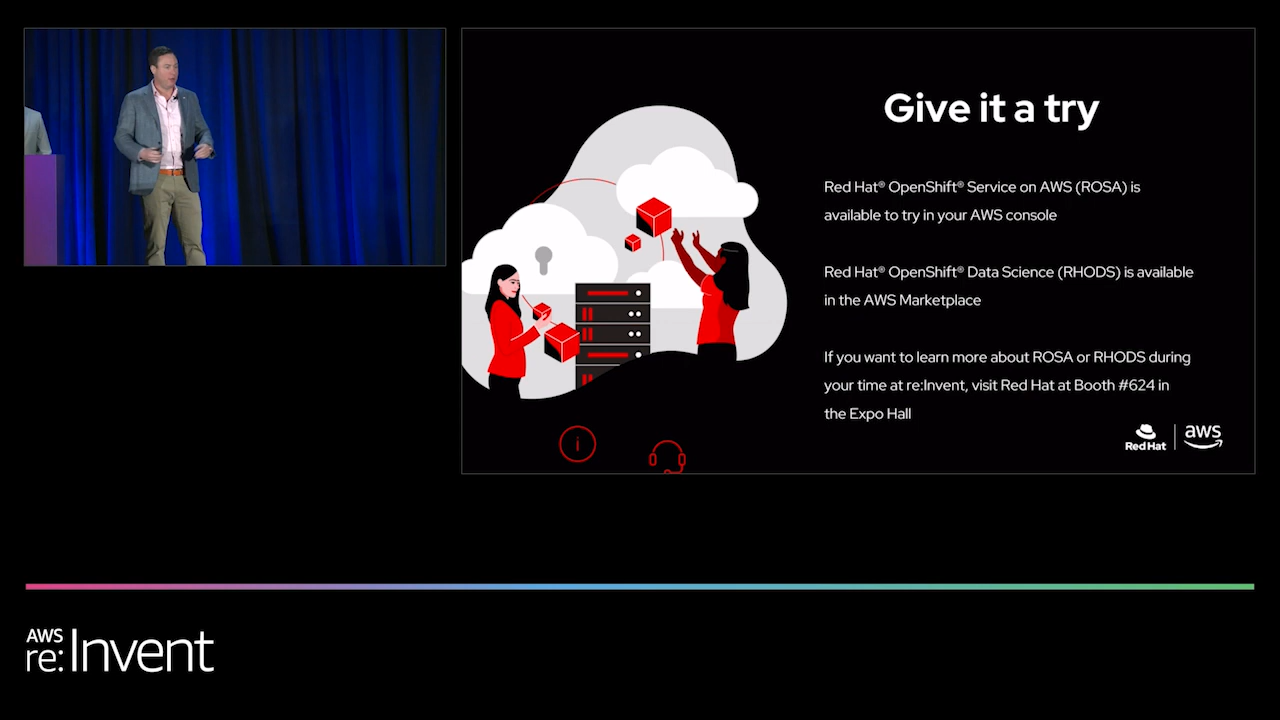 Give it a try
Red Hat® OpenShift® Service on AWS (ROSA) is
available to try in your AWS console
Red Hat® OpenShift® Data Science (RHODS) is available
in the AWS Marketplace
If you want to learn more about ROSA or RHODS during
your time at re:Invent, visit Red Hat at Booth #624 in
the Expo Hall
i
Red Hat
aws
AWS
re:Invent